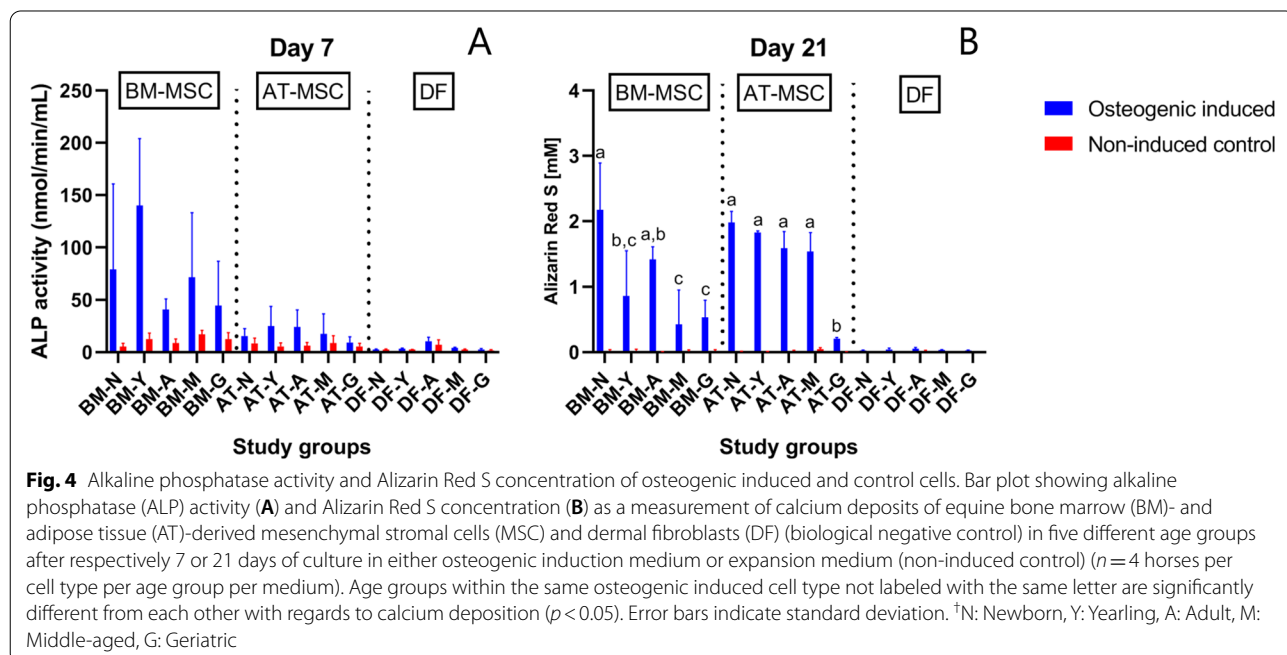 Day 7
A
BM-MSC
AT-MSC
DF
ALP activity (nmol/min/mL)
250
200
150
100
50
0
BM-N
BM-Y
BM-A
BM-M
BM-G
AT-N
AT-Y
AT-A
AT-M
AT-G
DF-N
DF-Y
DF-A
DF-M
DF-G
Study groups
Day 21
B
BM-MSC
AT-MSC
DF
Alizarin Red S [mM]
4
3
2
1
0
a
b,c
a,b
c
c
a
a
a
a
b
BM-N
BM-Y
BM-A
BM-M
BM-G
AT-N
AT-Y
AT-A
AT-M
AT-G
DF-N
DF-Y
DF-A
DF-M
DF-G
Study groups
Osteogenic induced
Non-induced control
Fig. 4 Alkaline phosphatase activity and Alizarin Red S concentration of osteogenic induced and control cells. Bar plot showing alkaline
phosphatase (ALP) activity (A) and Alizarin Red S concentration (B) as a measurement of calcium deposits of equine bone marrow (BM)- and
adipose tissue (AT)-derived mesenchymal stromal cells (MSC) and dermal fibroblasts (DF) (biological negative control) in five different age groups
after respectively 7 or 21 days of culture in either osteogenic induction medium or expansion medium (non-induced control) (n = 4 horses per
cell type per age group per medium). Age groups within the same osteogenic induced cell type not labeled with the same letter are significantly
different from each other with regards to calcium deposition (p < 0.05). Error bars indicate standard deviation. †N: Newborn, Y: Yearling, A: Adult, M:
Middle-aged, G: Geriatric